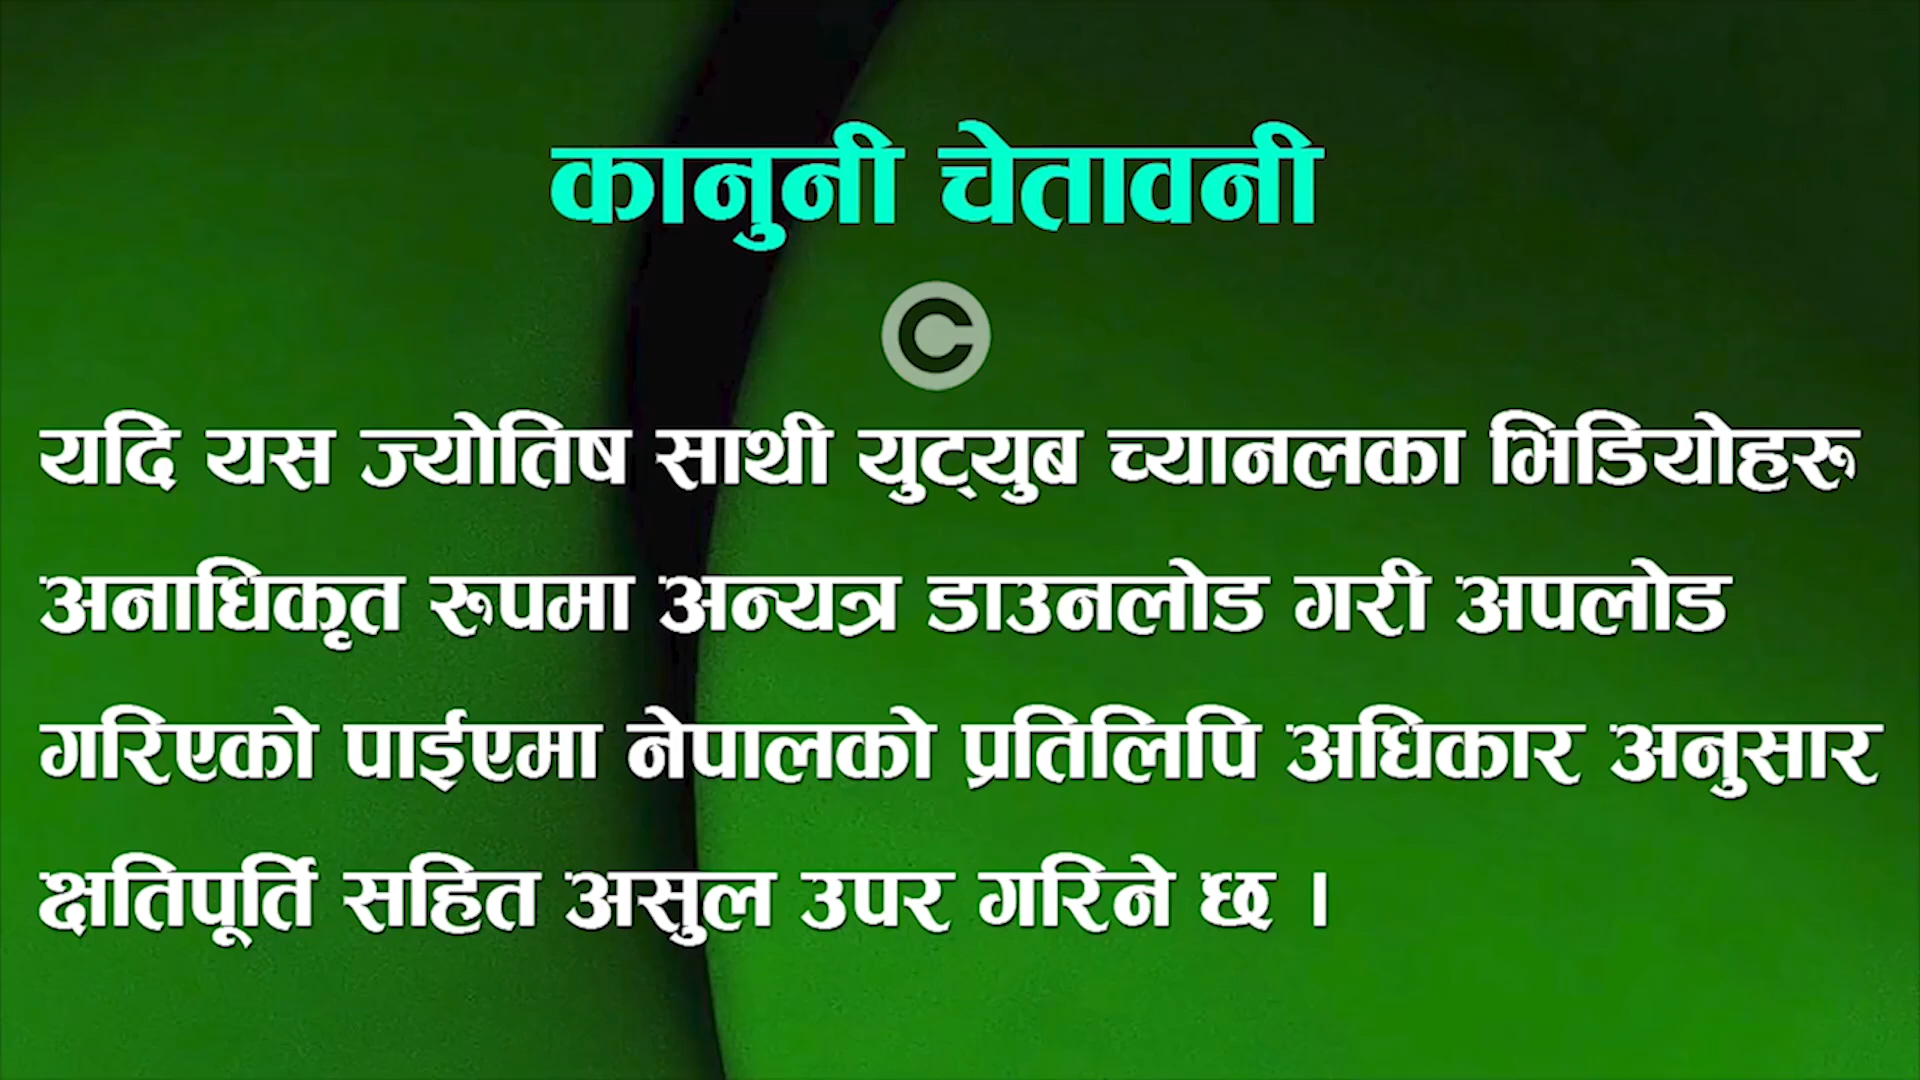 कानुनी चेतावनी
©
यदि यस ज्योतिष साथी युट्युब च्यानलका भिडियोहरू
अनाधिकृत रूपमा अन्यत्र डाउनलोड गरी अपलोड
गरिएको पाईएमा नेपालको प्रतिलिपि अधिकार अनुसार
क्षतिपूर्ति सहित असुल उपर गरिने छ ।